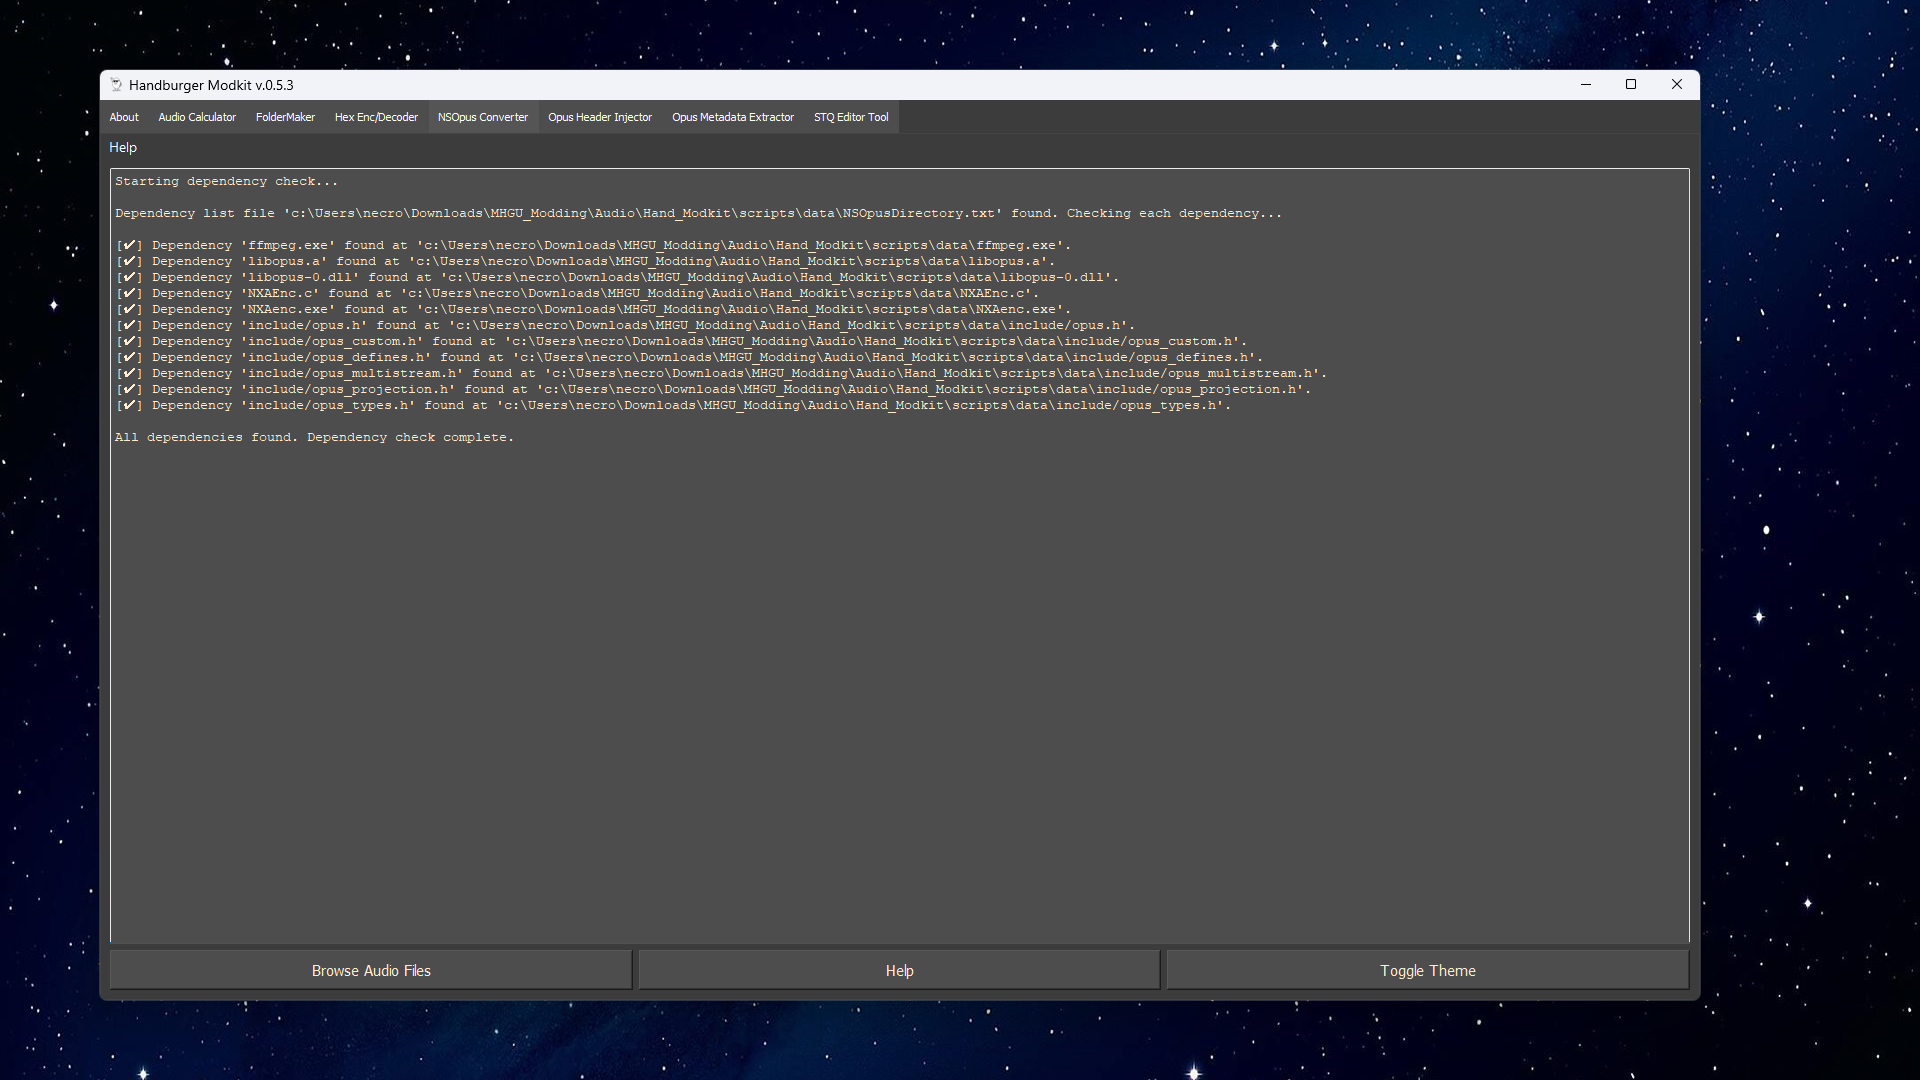 Handburger Modkit v.0.5.3
About Audio Calculator FolderMaker Hex Enc/Decoder NSOpus Converter Opus Header Injector Opus Metadata Extractor STQ Editor Tool
Help
Starting dependency check...
Dependency list file 'c:\Users\necro\Downloads\MHGU_Modding\Audio\Hand_Modkit\scripts\data\NSOpusDirectory.txt' found. Checking each dependency...
[✔] Dependency 'ffmpeg.exe' found at 'c:\Users\necro\Downloads\MHGU_Modding\Audio\Hand_Modkit\scripts\data\ffmpeg.exe'.
[✔] Dependency 'libopus.a' found at 'c:\Users\necro\Downloads\MHGU_Modding\Audio\Hand_Modkit\scripts\data\libopus.a'.
[✔] Dependency 'libopus-0.dll' found at 'c:\Users\necro\Downloads\MHGU_Modding\Audio\Hand_Modkit\scripts\data\libopus-0.dll'.
[✔] Dependency 'NXAEnc.c' found at 'c:\Users\necro\Downloads\MHGU_Modding\Audio\Hand_Modkit\scripts\data\NXAEnc.c'.
[✔] Dependency 'NXAenc.exe' found at 'c:\Users\necro\Downloads\MHGU_Modding\Audio\Hand_Modkit\scripts\data\NXAenc.exe'.
[✔] Dependency 'include/opus.h' found at 'c:\Users\necro\Downloads\MHGU_Modding\Audio\Hand_Modkit\scripts\data\include/opus.h'.
[✔] Dependency 'include/opus_custom.h' found at 'c:\Users\necro\Downloads\MHGU_Modding\Audio\Hand_Modkit\scripts\data\include/opus_custom.h'.
[✔] Dependency 'include/opus_defines.h' found at 'c:\Users\necro\Downloads\MHGU_Modding\Audio\Hand_Modkit\scripts\data\include/opus_defines.h'.
[✔] Dependency 'include/opus_multistream.h' found at 'c:\Users\necro\Downloads\MHGU_Modding\Audio\Hand_Modkit\scripts\data\include/opus_multistream.h'.
[✔] Dependency 'include/opus_projection.h' found at 'c:\Users\necro\Downloads\MHGU_Modding\Audio\Hand_Modkit\scripts\data\include/opus_projection.h'.
[✔] Dependency 'include/opus_types.h' found at 'c:\Users\necro\Downloads\MHGU_Modding\Audio\Hand_Modkit\scripts\data\include/opus_types.h'.
All dependencies found. Dependency check complete.
Browse Audio Files Help Toggle Theme